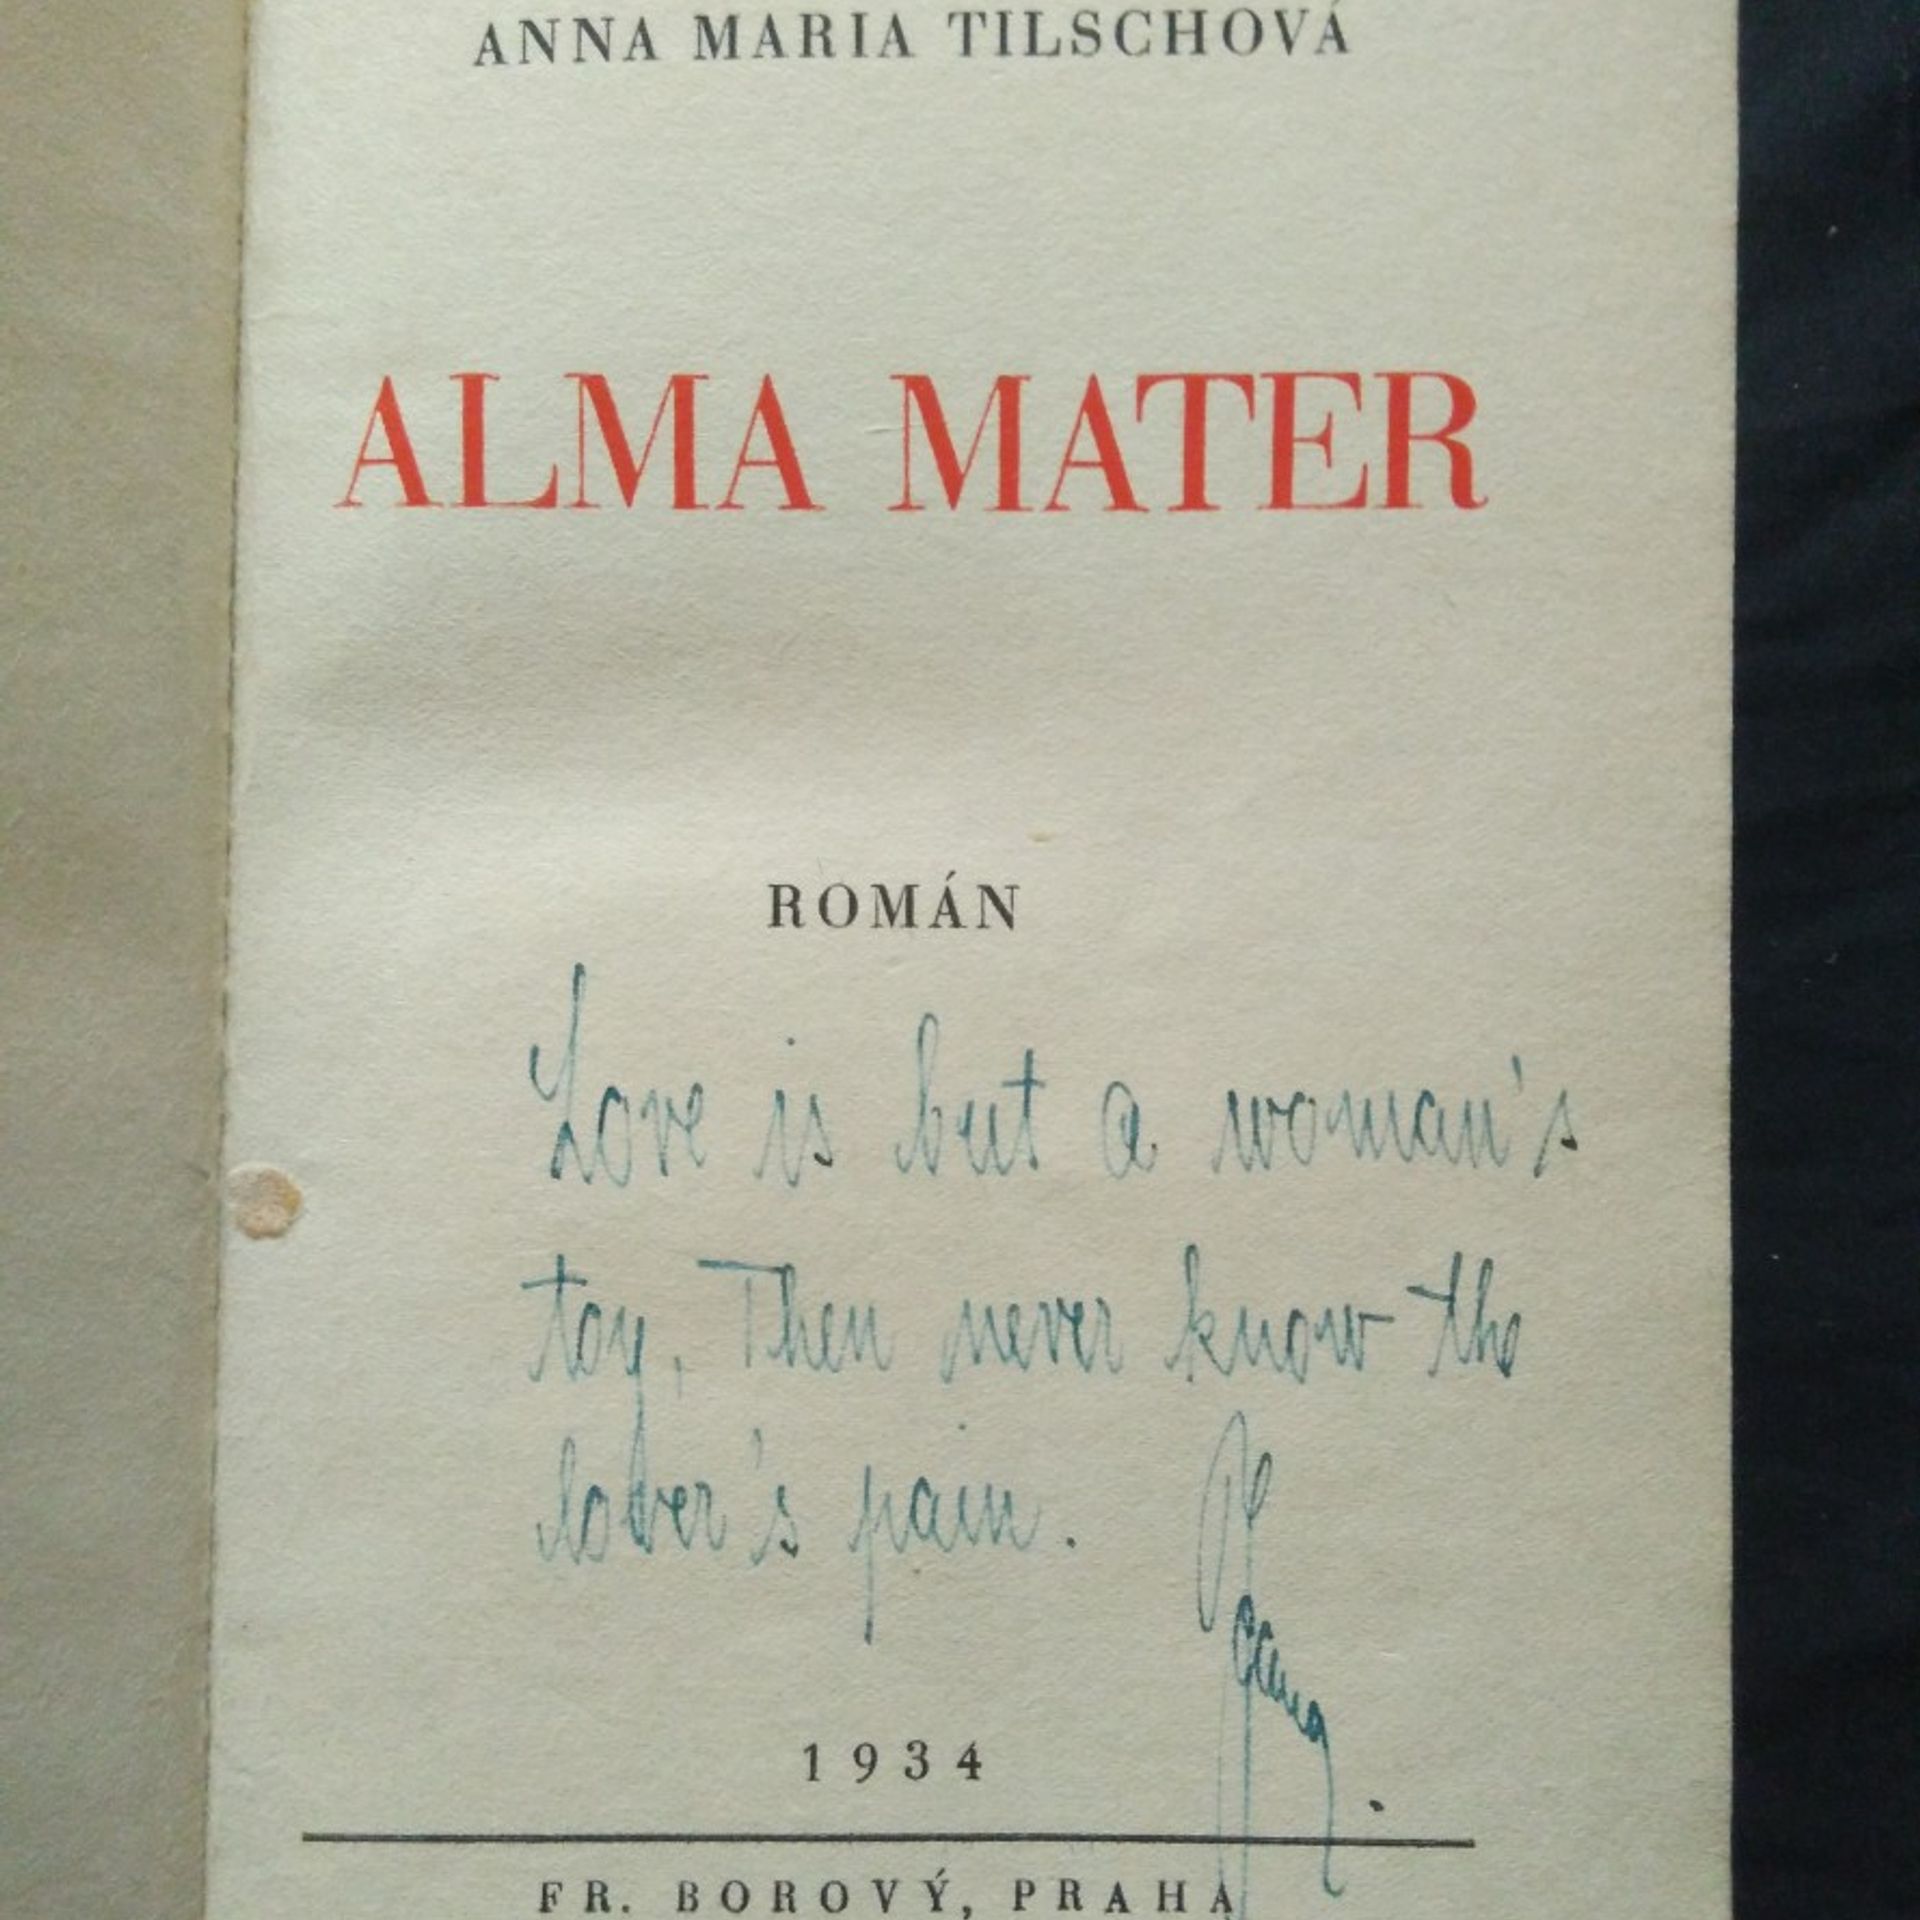 ANNA MARIA TILSCHOVÁ
ALMA MATER
ROMÁN
Love is but a woman's
toy, Then never know the
lover's pain.
1934
FR. BOROVÝ, PRAHA